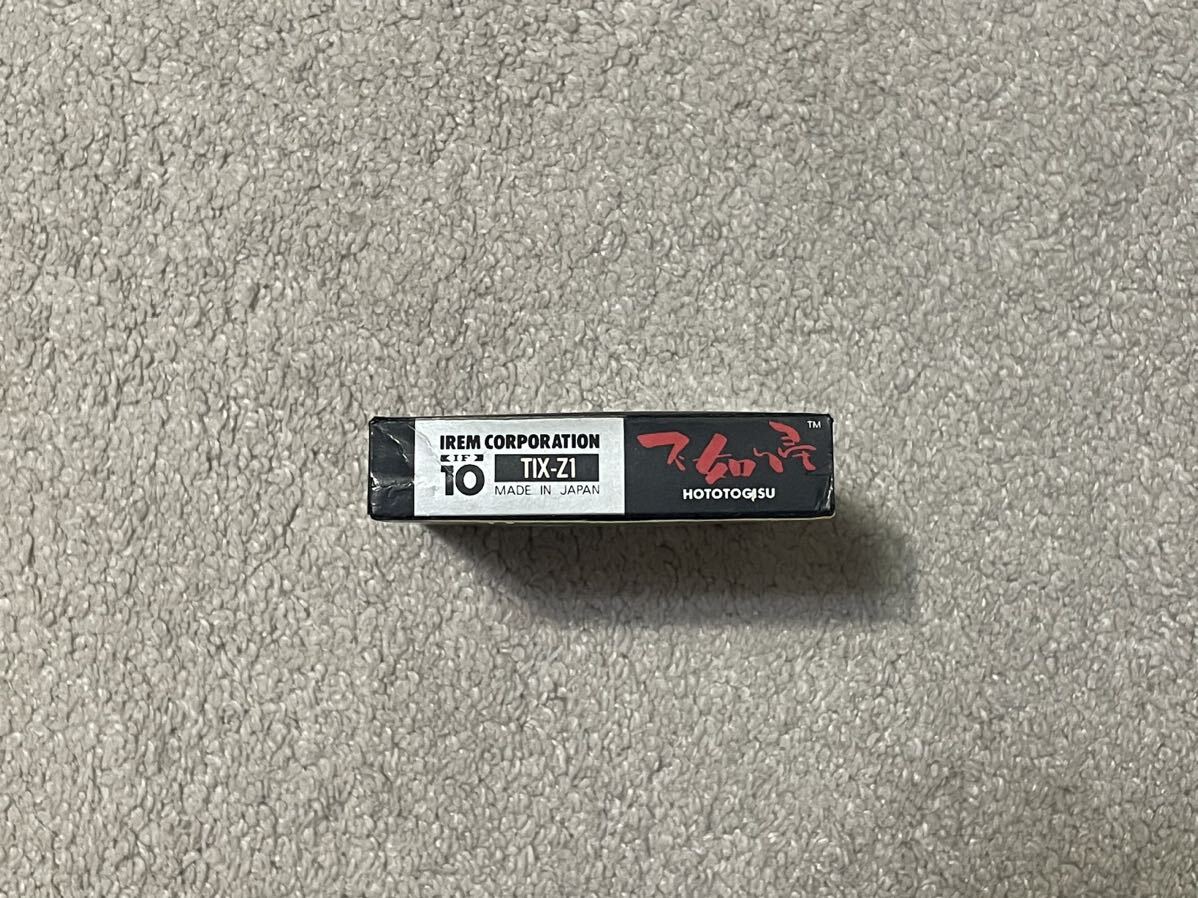 IREM CORPORATION
IF
10 TIX-Z1
MADE IN JAPAN
不如帰
TM
HOTOTOGISU